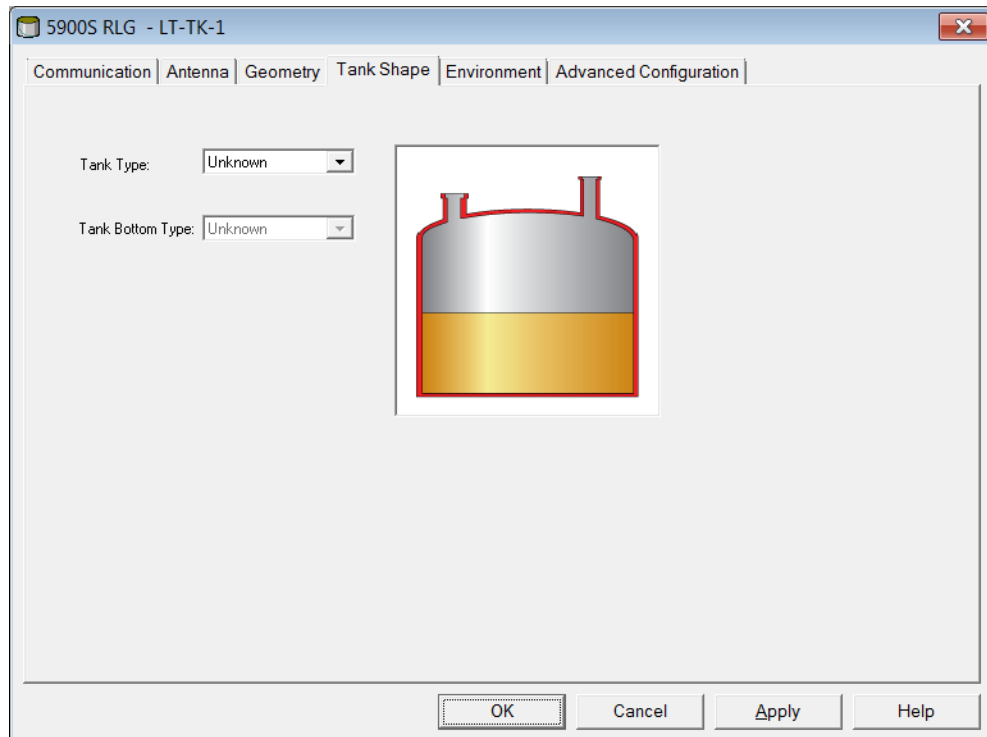 5900S RLG - LT-TK-1
Communication Antenna Geometry Tank Shape Environment Advanced Configuration
Tank Type: Unknown
Tank Bottom Type: Unknown
OK Cancel Apply Help